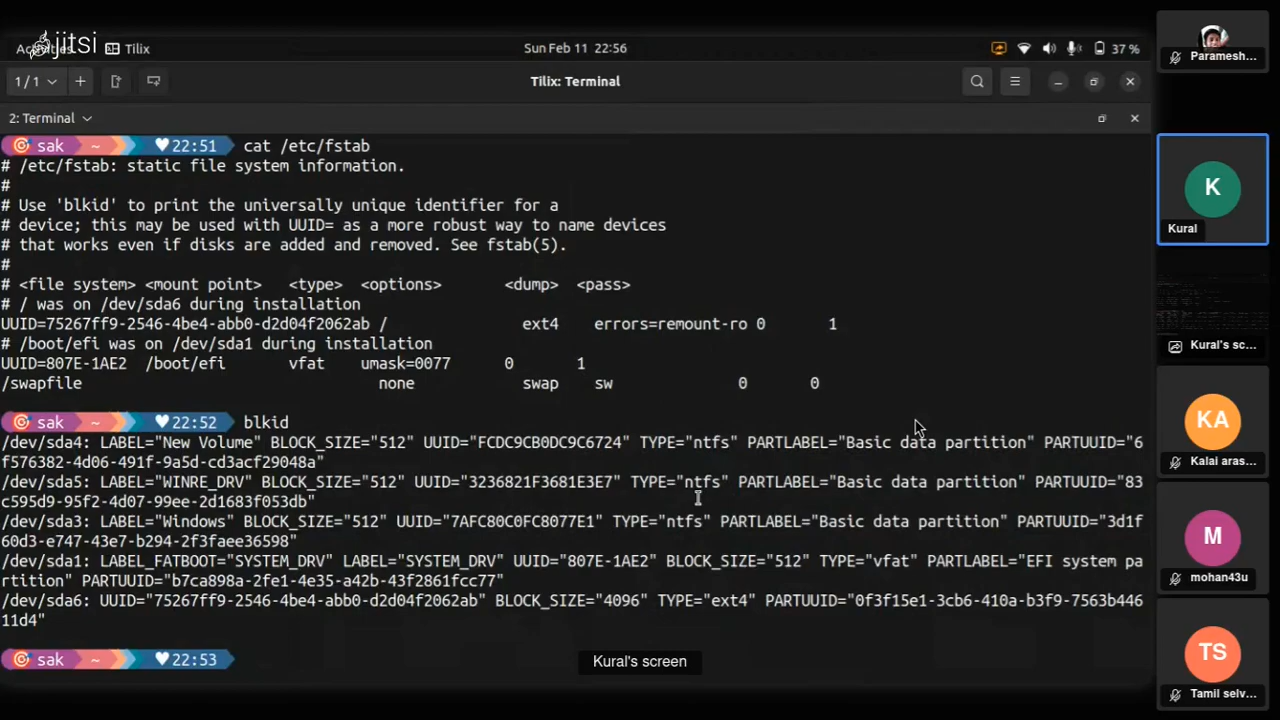 Activities
jitsi
Tilix
Sun Feb 11 22:56
37 %
1 / 1
Tilix: Terminal
2: Terminal
sak ~ ♥22:51 cat /etc/fstab
# /etc/fstab: static file system information.
#
# Use 'blkid' to print the universally unique identifier for a
# device; this may be used with UUID= as a more robust way to name devices
# that works even if disks are added and removed. See fstab(5).
#
# <file system> <mount point>   <type>  <options>       <dump>  <pass>
# / was on /dev/sda6 during installation
UUID=75267ff9-2546-4be4-abb0-d2d04f2062ab /               ext4    errors=remount-ro 0       1
# /boot/efi was on /dev/sda1 during installation
UUID=807E-1AE2  /boot/efi       vfat    umask=0077      0       1
/swapfile                                 none            swap    sw              0       0
sak ~ ♥22:52 blkid
/dev/sda4: LABEL="New Volume" BLOCK_SIZE="512" UUID="FCDC9CB0DC9C6724" TYPE="ntfs" PARTLABEL="Basic data partition" PARTUUID="6
f576382-4d06-491f-9a5d-cd3acf29048a"
/dev/sda5: LABEL="WINRE_DRV" BLOCK_SIZE="512" UUID="3236821F3681E3E7" TYPE="ntfs" PARTLABEL="Basic data partition" PARTUUID="83
c595d9-95f2-4d07-99ee-2d1683f053db"
/dev/sda3: LABEL="Windows" BLOCK_SIZE="512" UUID="7AFC80C0FC8077E1" TYPE="ntfs" PARTLABEL="Basic data partition" PARTUUID="3d1f
60d3-e747-43e7-b294-2f3faee36598"
/dev/sda1: LABEL_FATBOOT="SYSTEM_DRV" LABEL="SYSTEM_DRV" UUID="807E-1AE2" BLOCK_SIZE="512" TYPE="vfat" PARTLABEL="EFI system pa
rtition" PARTUUID="b7ca898a-2fe1-4e35-a42b-43f2861fcc77"
/dev/sda6: UUID="75267ff9-2546-4be4-abb0-d2d04f2062ab" BLOCK_SIZE="4096" TYPE="ext4" PARTUUID="0f3f15e1-3cb6-410a-b3f9-7563b446
11d4"
sak ~ ♥22:53
Kural's screen
Paramesh...
K
Kural
Kural's sc...
KA
Kalai aras...
M
mohan43u
TS
Tamil selv...